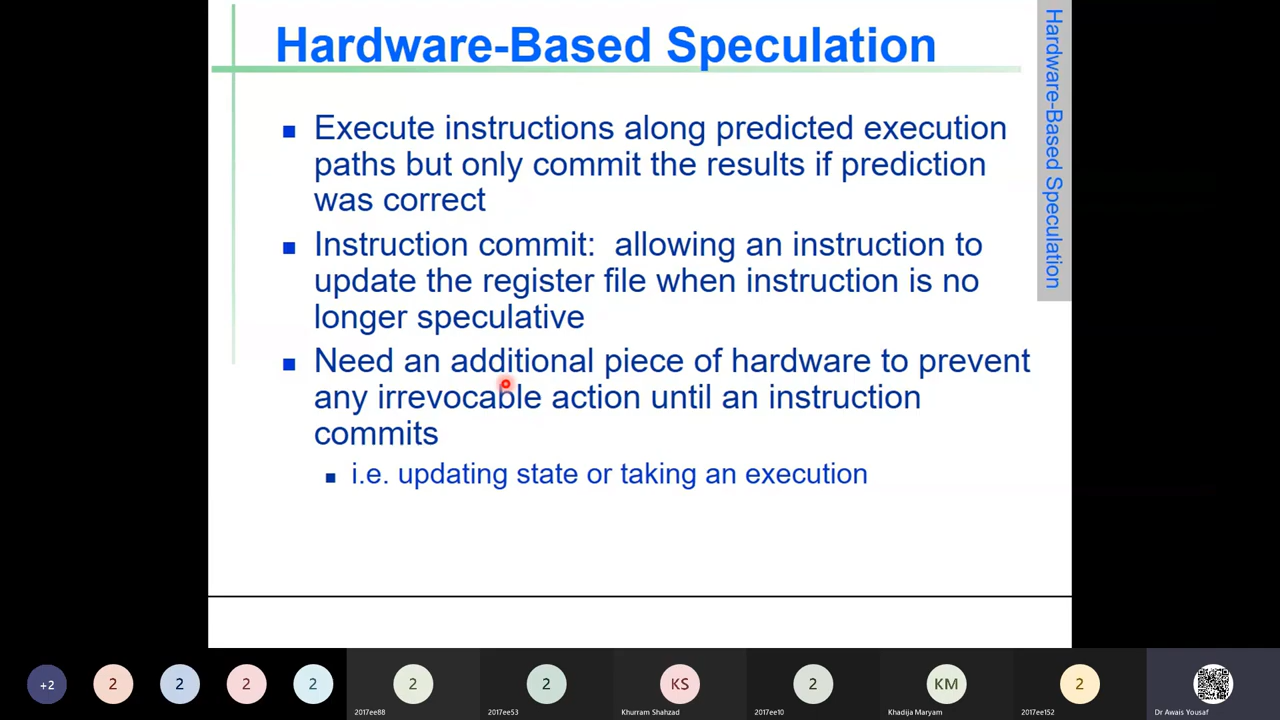 Hardware-Based Speculation
Hardware-Based Speculation
Execute instructions along predicted execution
paths but only commit the results if prediction
was correct
Instruction commit: allowing an instruction to
update the register file when instruction is no
longer speculative
Need an additional piece of hardware to prevent
any irrevocable action until an instruction
commits
i.e. updating state or taking an execution
+2
2
2
2
2
2
2017ee88
2
2017ee53
KS
Khurram Shahzad
2
2017ee10
KM
Khadija Maryam
2
2017ee152
Dr Awais Yousaf